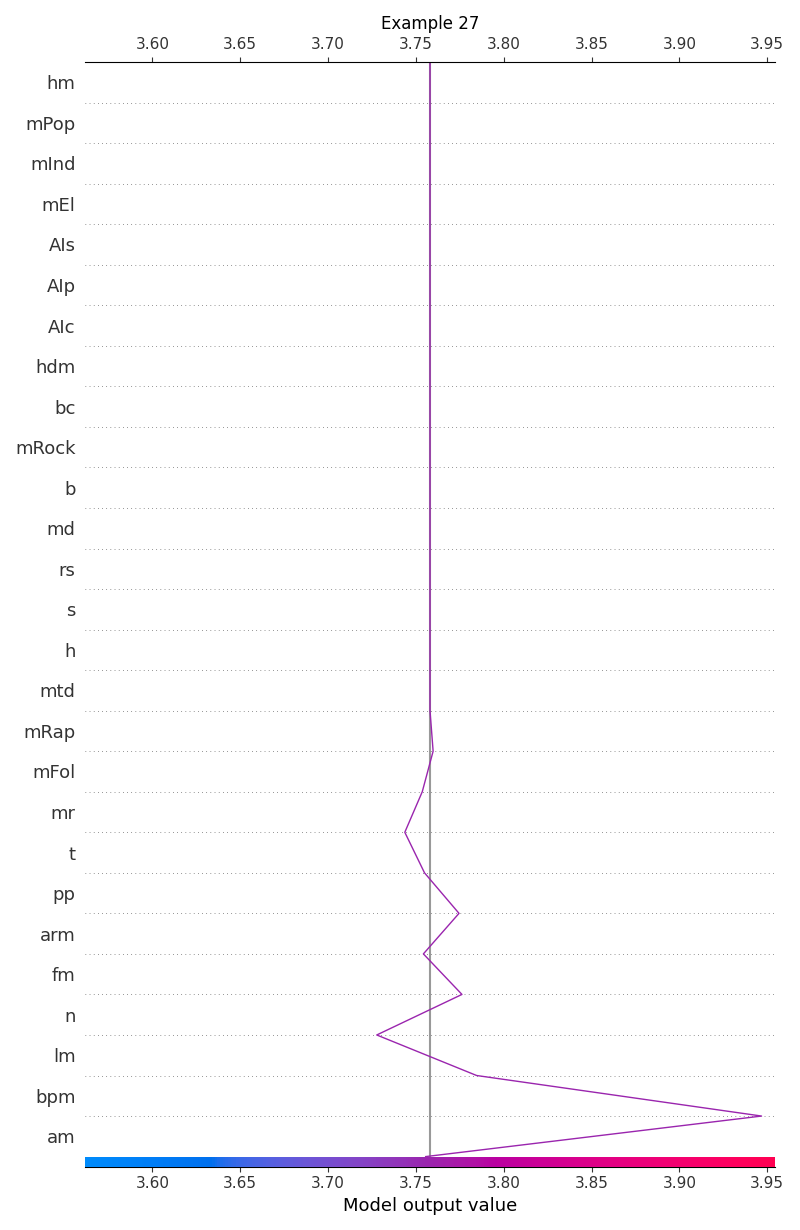 Example 27
3.60 3.65 3.70 3.75 3.80 3.85 3.90 3.95
hm
mPop
mInd
mEl
AIs
AIp
AIc
hdm
bc
mRock
b
md
rs
s
h
mtd
mRap
mFol
mr
t
pp
arm
fm
n
lm
bpm
am
3.60 3.65 3.70 3.75 3.80 3.85 3.90 3.95
Model output value